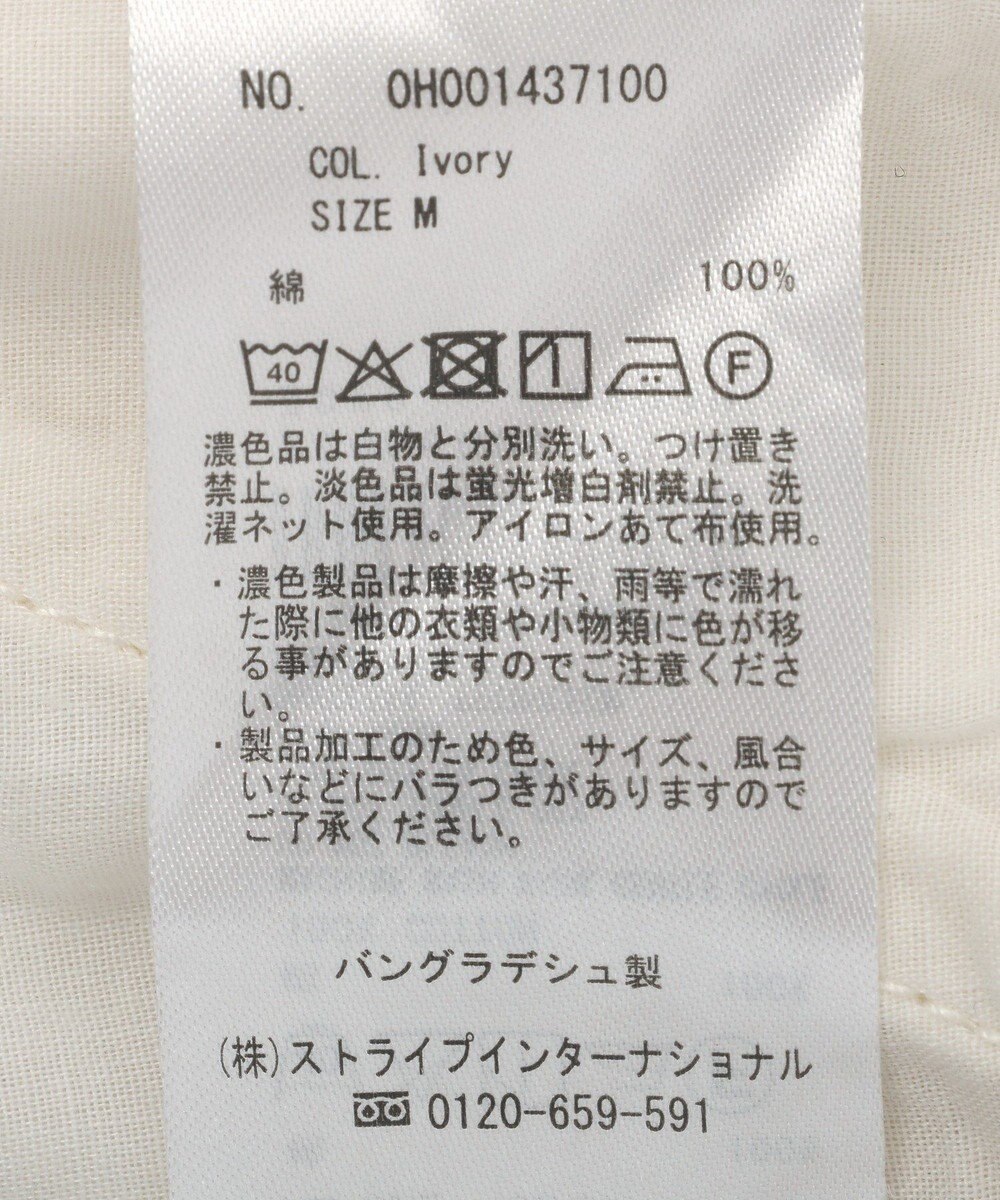 NO. 0H001437100
COL. Ivory
SIZE M
綿 100%
40 F
濃色品は白物と分別洗い。つけ置き
禁止。淡色品は蛍光増白剤禁止。洗
濯ネット使用。アイロンあて布使用。
・濃色製品は摩擦や汗、雨等で濡れ
た際に他の衣類や小物類に色が移
る事がありますのでご注意くださ
い。
・製品加工のため色、サイズ、風合
いなどにバラつきがありますので
ご了承ください。
バングラデシュ製
(株)ストライプインターナショナル
0120-659-591